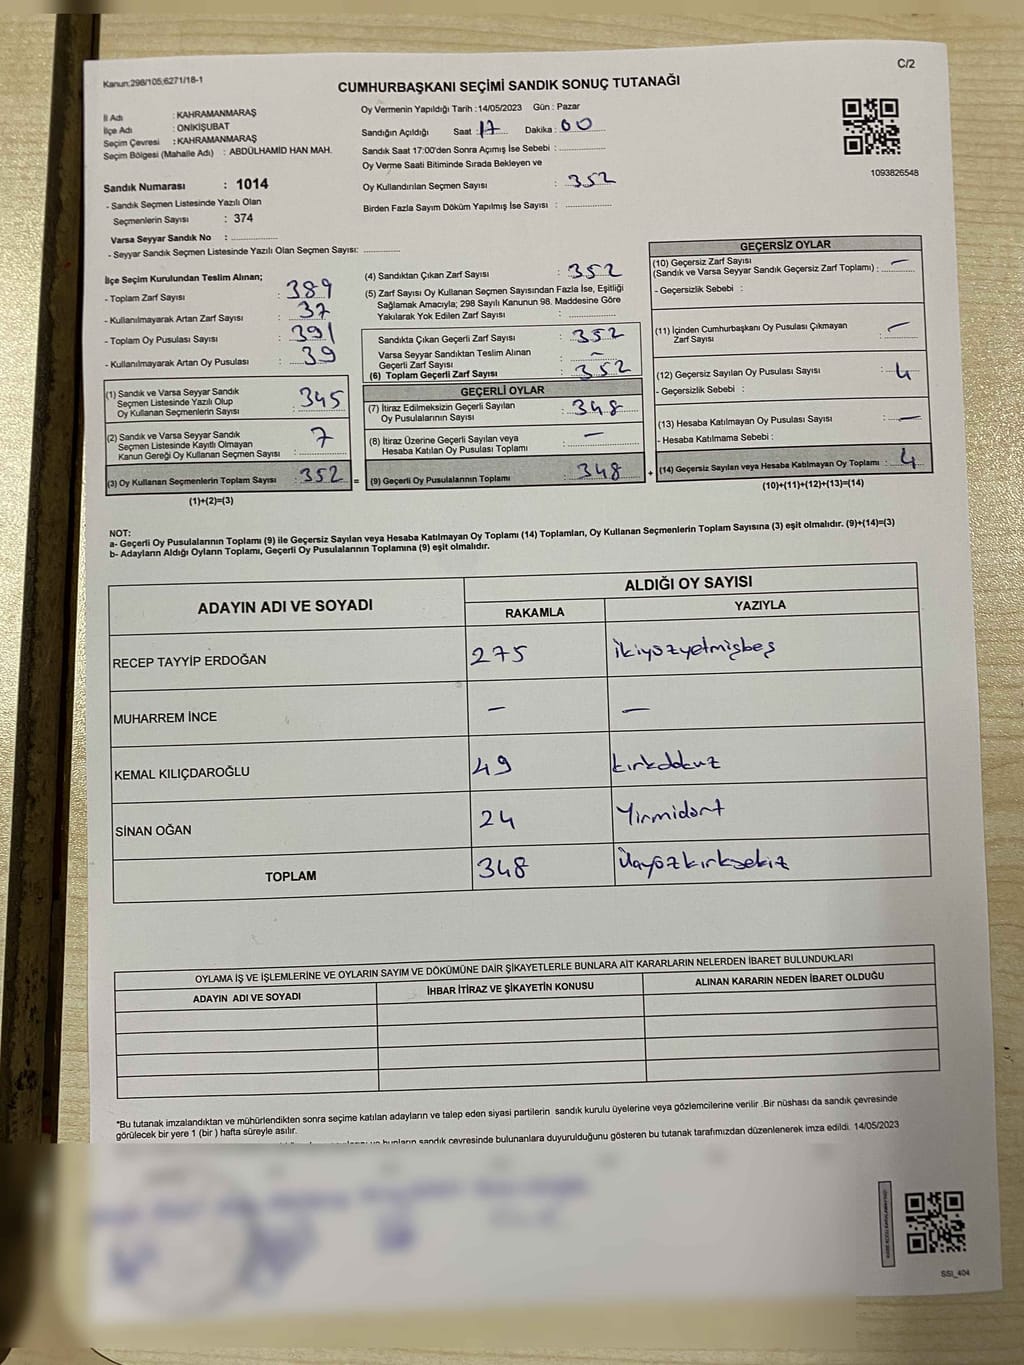 Kanun:298/105;6271/18-1
C/2
CUMHURBAŞKANI SEÇİMİ SANDIK SONUÇ TUTANAĞI
İl Adı : KAHRAMANMARAŞ
İlçe Adı : ONİKİŞUBAT
Seçim Çevresi : KAHRAMANMARAŞ
Seçim Bölgesi (Mahalle Adı) : ABDÜLHAMİD HAN MAH.
Sandık Numarası : 1014
- Sandık Seçmen Listesinde Yazılı Olan
Seçmenlerin Sayısı : 374
Varsa Seyyar Sandık No :
- Seyyar Sandık Seçmen Listesinde Yazılı Olan Seçmen Sayısı:
Oy Vermenin Yapıldığı Tarih : 14/05/2023 Gün : Pazar
Sandığın Açıldığı Saat : 17 Dakika : 00
Sandık Saat 17:00'den Sonra Açımış İse Sebebi :
Oy Verme Saati Bitiminde Sırada Bekleyen ve
Oy Kullandırılan Seçmen Sayısı : 352
Birden Fazla Sayım Döküm Yapılmış İse Sayısı :
1093826548
İlçe Seçim Kurulundan Teslim Alınan;
- Toplam Zarf Sayısı : 389
- Kullanılmayarak Artan Zarf Sayısı : 37
- Toplam Oy Pusulası Sayısı : 391
- Kullanılmayarak Artan Oy Pusulası : 39
(1) Sandık ve Varsa Seyyar Sandık
Seçmen Listesinde Yazılı Olup
Oy Kullanan Seçmenlerin Sayısı : 345
(2) Sandık ve Varsa Seyyar Sandık
Seçmen Listesinde Kayıtlı Olmayan
Kanun Gereği Oy Kullanan Seçmen Sayısı : 7
(3) Oy Kullanan Seçmenlerin Toplam Sayısı : 352 =
(1)+(2)=(3)
(4) Sandıktan Çıkan Zarf Sayısı : 352
(5) Zarf Sayısı Oy Kullanan Seçmen Sayısından Fazla İse, Eşitliği
Sağlamak Amacıyla; 298 Sayılı Kanunun 98. Maddesine Göre
Yakılarak Yok Edilen Zarf Sayısı :
Sandıkta Çıkan Geçerli Zarf Sayısı : 352
Varsa Seyyar Sandıktan Teslim Alınan
Geçerli Zarf Sayısı : –
(6) Toplam Geçerli Zarf Sayısı : 352
GEÇERLİ OYLAR
(7) İtiraz Edilmeksizin Geçerli Sayılan
Oy Pusulalarının Sayısı : 348
(8) İtiraz Üzerine Geçerli Sayılan veya
Hesaba Katılan Oy Pusulası Toplamı : –
(9) Geçerli Oy Pusulalarının Toplamı : 348 +
GEÇERSİZ OYLAR
(10) Geçersiz Zarf Sayısı
(Sandık ve Varsa Seyyar Sandık Geçersiz Zarf Toplamı) : –
- Geçersizlik Sebebi :
(11) İçinden Cumhurbaşkanı Oy Pusulası Çıkmayan
Zarf Sayısı : –
(12) Geçersiz Sayılan Oy Pusulası Sayısı : 4
- Geçersizlik Sebebi :
(13) Hesaba Katılmayan Oy Pusulası Sayısı : –
- Hesaba Katılmama Sebebi :
(14) Geçersiz Sayılan veya Hesaba Katılmayan Oy Toplamı : 4
(10)+(11)+(12)+(13)=(14)
NOT:
a- Geçerli Oy Pusulalarının Toplamı (9) ile Geçersiz Sayılan veya Hesaba Katılmayan Oy Toplamı (14) Toplamları, Oy Kullanan Seçmenlerin Toplam Sayısına (3) eşit olmalıdır. (9)+(14)=(3)
b- Adayların Aldığı Oyların Toplamı, Geçerli Oy Pusulalarının Toplamına (9) eşit olmalıdır.
ADAYIN ADI VE SOYADI
ALDIĞI OY SAYISI
RAKAMLA YAZIYLA
RECEP TAYYİP ERDOĞAN 275 ikiyüzyetmişbeş
MUHARREM İNCE – –
KEMAL KILIÇDAROĞLU 49 kırkdokuz
SİNAN OĞAN 24 Yirmidört
TOPLAM 348 Üçyüzkırksekiz
OYLAMA İŞ VE İŞLEMLERİNE VE OYLARIN SAYIM VE DÖKÜMÜNE DAİR ŞİKAYETLERLE BUNLARA AİT KARARLARIN NELERDEN İBARET BULUNDUKLARI
ADAYIN ADI VE SOYADI İHBAR İTİRAZ VE ŞİKAYETİN KONUSU ALINAN KARARIN NEDEN İBARET OLDUĞU
*Bu tutanak imzalandıktan ve mühürlendikten sonra seçime katılan adayların ve talep eden siyasi partilerin sandık kurulu üyelerine veya gözlemcilerine verilir .Bir nüshası da sandık çevresinde
görülecek bir yere 1 (bir ) hafta süreyle asılır.
bunların sandık çevresinde bulunanlara duyurulduğunu gösteren bu tutanak tarafımızdan düzenlenerek imza edildi. 14/05/2023
SSI_404